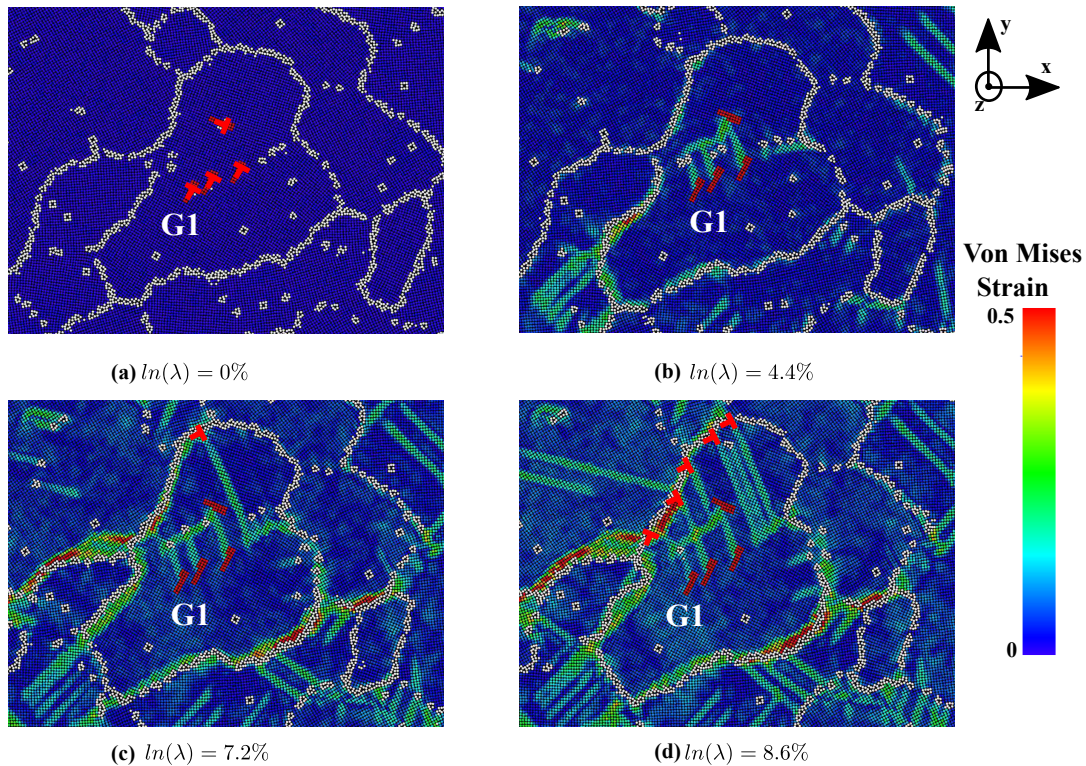 y
x
z
G1
G1
(a) ln(λ) = 0%
(b) ln(λ) = 4.4%
Von Mises
Strain
0.5
0
G1
G1
(c) ln(λ) = 7.2%
(d) ln(λ) = 8.6%